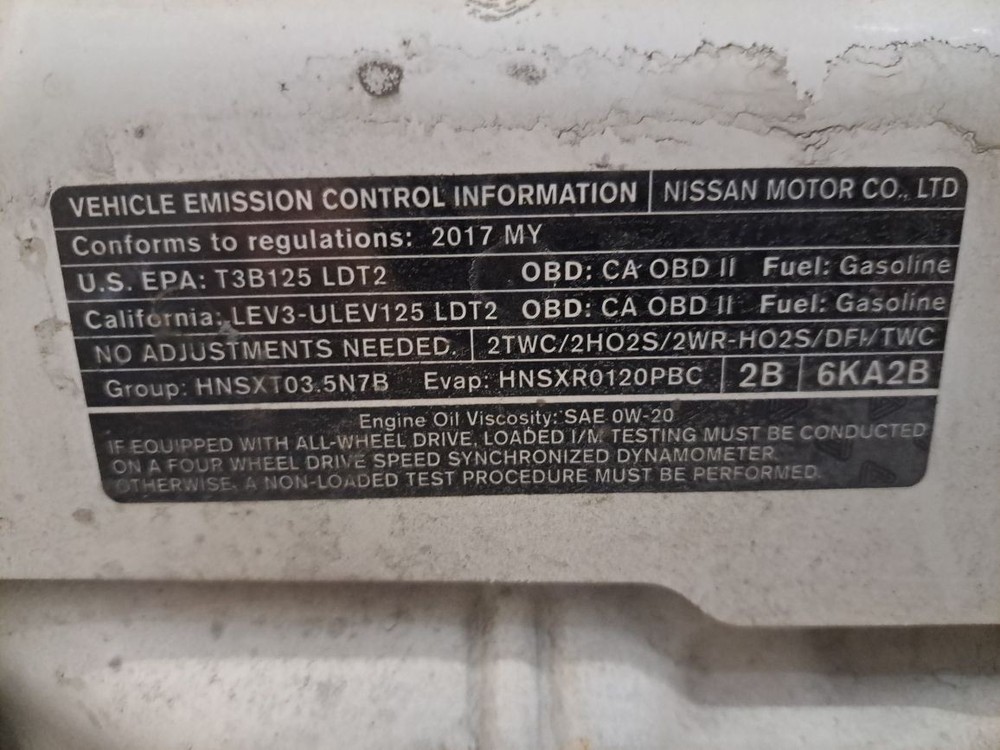 VEHICLE EMISSION CONTROL INFORMATION NISSAN MOTOR CO., LTD
Conforms to regulations: 2017 MY
U.S. EPA: T3B125 LDT2 OBD: CA OBD II Fuel: Gasoline
California: LEV3-ULEV125 LDT2 OBD: CA OBD II Fuel: Gasoline
NO ADJUSTMENTS NEEDED. 2TWC/2HO2S/2WR-HO2S/DFI/TWC
Group: HNSXT03.5N7B Evap: HNSXR0120PBC 2B 6KA2B
Engine Oil Viscosity: SAE 0W-20
IF EQUIPPED WITH ALL-WHEEL DRIVE, LOADED I/M TESTING MUST BE CONDUCTED
ON A FOUR WHEEL DRIVE SPEED SYNCHRONIZED DYNAMOMETER.
OTHERWISE, A NON-LOADED TEST PROCEDURE MUST BE PERFORMED.